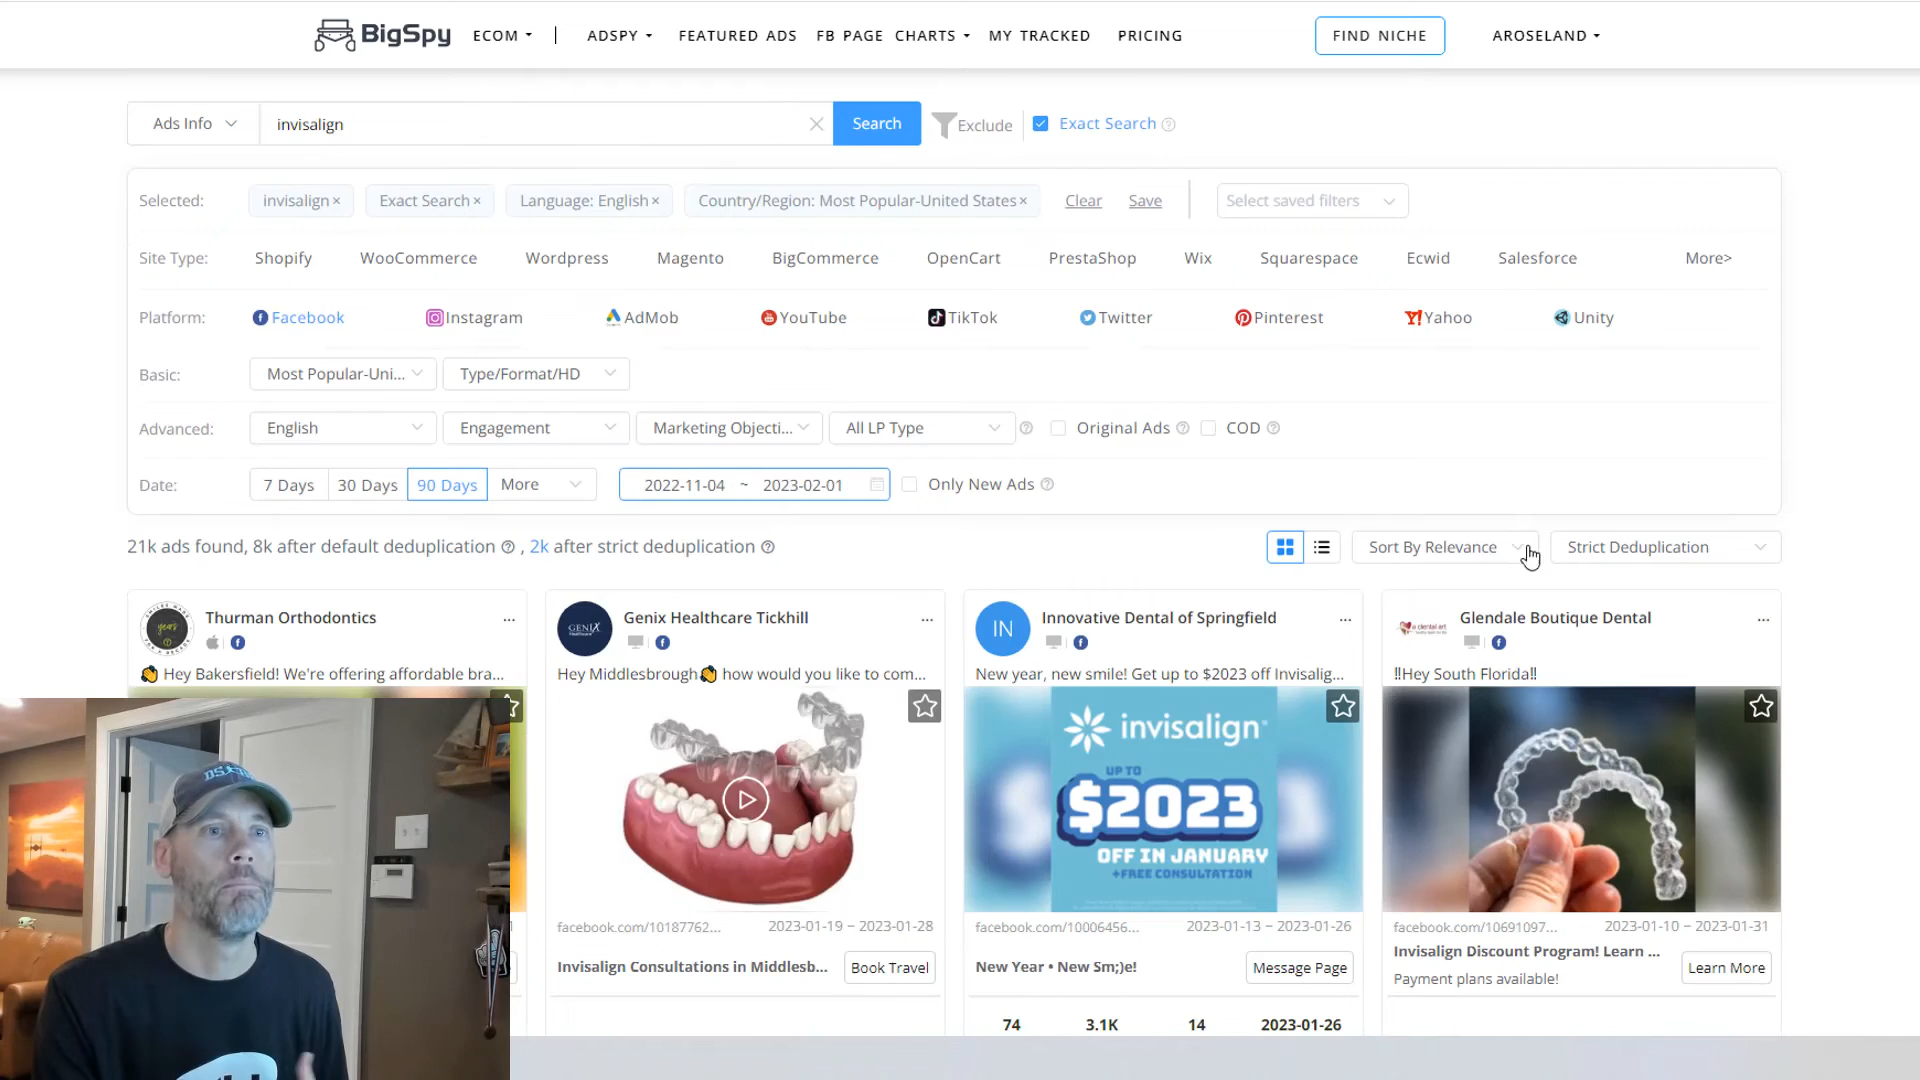 BigSpy ECOM ADSPY FEATURED ADS FB PAGE CHARTS MY TRACKED PRICING FIND NICHE AROSELAND
Ads Info invisalign Search Exclude Exact Search
Selected: invisalign× Exact Search× Language: English× Country/Region: Most Popular-United States× Clear Save Select saved filters
Site Type: Shopify WooCommerce Wordpress Magento BigCommerce OpenCart PrestaShop Wix Squarespace Ecwid Salesforce More>
Platform: Facebook Instagram AdMob YouTube TikTok Twitter Pinterest Yahoo Unity
Basic: Most Popular-Uni... Type/Format/HD
Advanced: English Engagement Marketing Objecti... All LP Type Original Ads COD
Date: 7 Days 30 Days 90 Days More 2022-11-04 ~ 2023-02-01 Only New Ads
21k ads found, 8k after default deduplication , 2k after strict deduplication Sort By Relevance Strict Deduplication
Thurman Orthodontics
👋 Hey Bakersfield! We're offering affordable bra...
GENIX
Genix Healthcare Tickhill
Hey Middlesbrough👋 how would you like to com...
facebook.com/10187762... 2023-01-19 ~ 2023-01-28
Invisalign Consultations in Middlesb... Book Travel
IN
Innovative Dental of Springfield
New year, new smile! Get up to $2023 off Invisalig...
invisalign
UP TO
$2023
OFF IN JANUARY
+FREE CONSULTATION
facebook.com/10006456... 2023-01-13 ~ 2023-01-26
New Year • New Sm;)e! Message Page
74 3.1K 14 2023-01-26
Glendale Boutique Dental
‼Hey South Florida‼
facebook.com/10691097... 2023-01-10 ~ 2023-01-31
Invisalign Discount Program! Learn ...
Payment plans available!
Learn More